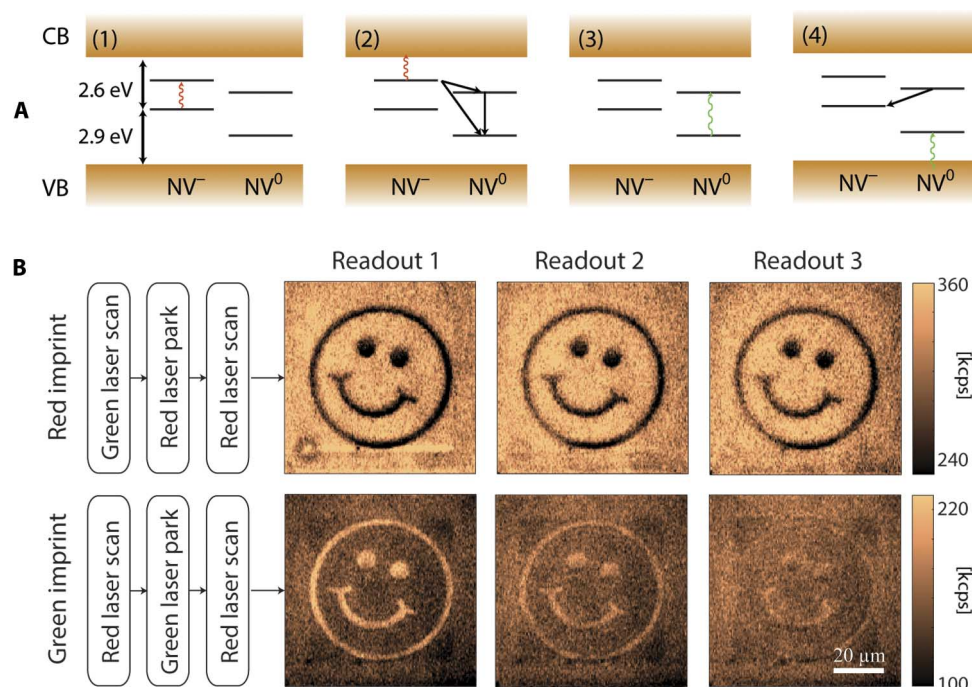 CB (1) (2) (3) (4)
2.6 eV
A
2.9 eV
VB NV⁻ NV⁰ NV⁻ NV⁰ NV⁻ NV⁰ NV⁻ NV⁰
B
Readout 1 Readout 2 Readout 3
Red imprint
Green laser scan
Red laser park
Red laser scan
360
[kcps]
240
Green imprint
Red laser scan
Green laser park
Red laser scan
220
[kcps]
100
20 μm